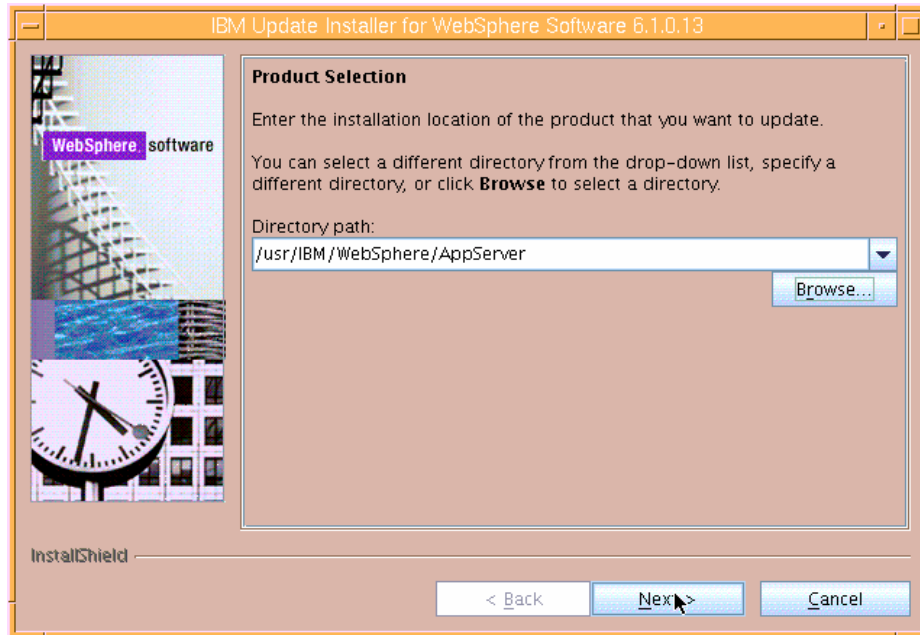 IBM Update Installer for WebSphere Software 6.1.0.13
WebSphere. software
Product Selection
Enter the installation location of the product that you want to update.
You can select a different directory from the drop-down list, specify a
different directory, or click Browse to select a directory.
Directory path:
/usr/IBM/WebSphere/AppServer
Browse...
InstallShield
< Back
Next >
Cancel